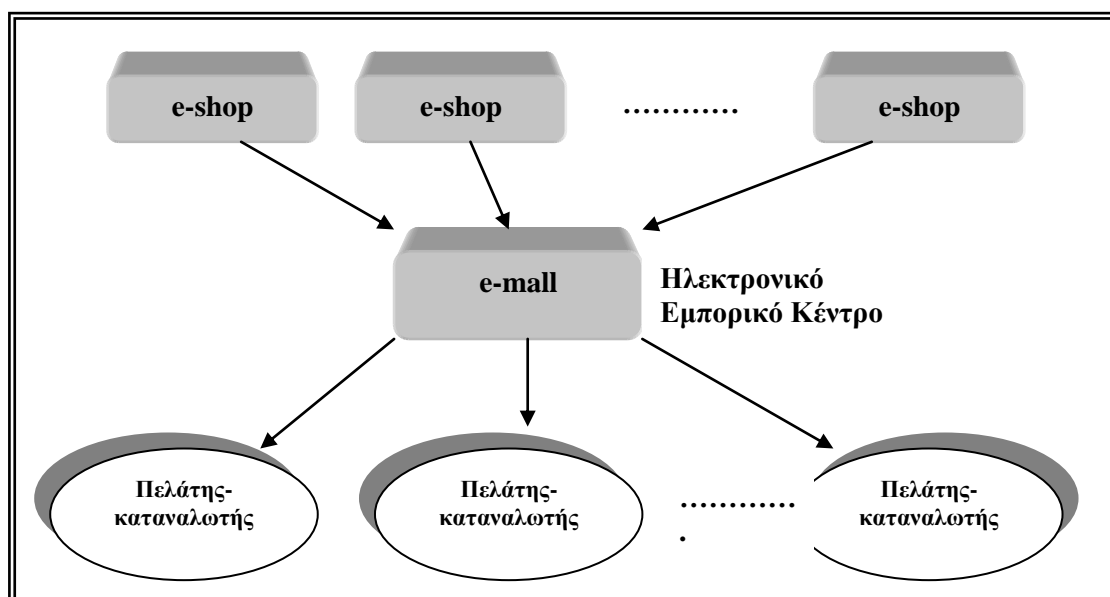 e-shop
e-shop
............
e-shop
e-mall
Ηλεκτρονικό
Εμπορικό Κέντρο
Πελάτης-
καταναλωτής
Πελάτης-
καταναλωτής
.............
.
Πελάτης-
καταναλωτής